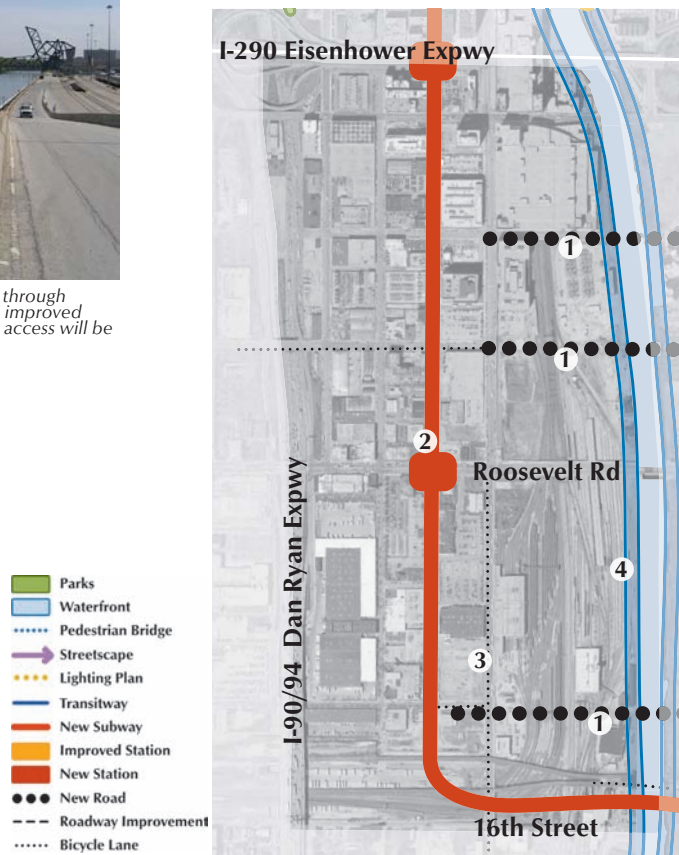 through
improved
access will be
Parks
Waterfront
Pedestrian Bridge
Streetscape
Lighting Plan
Transitway
New Subway
Improved Station
New Station
New Road
Roadway Improvement
Bicycle Lane
I-290 Eisenhower Expwy
1
1
2
Roosevelt Rd
I-90/94 Dan Ryan Expwy
4
3
1
16th Street